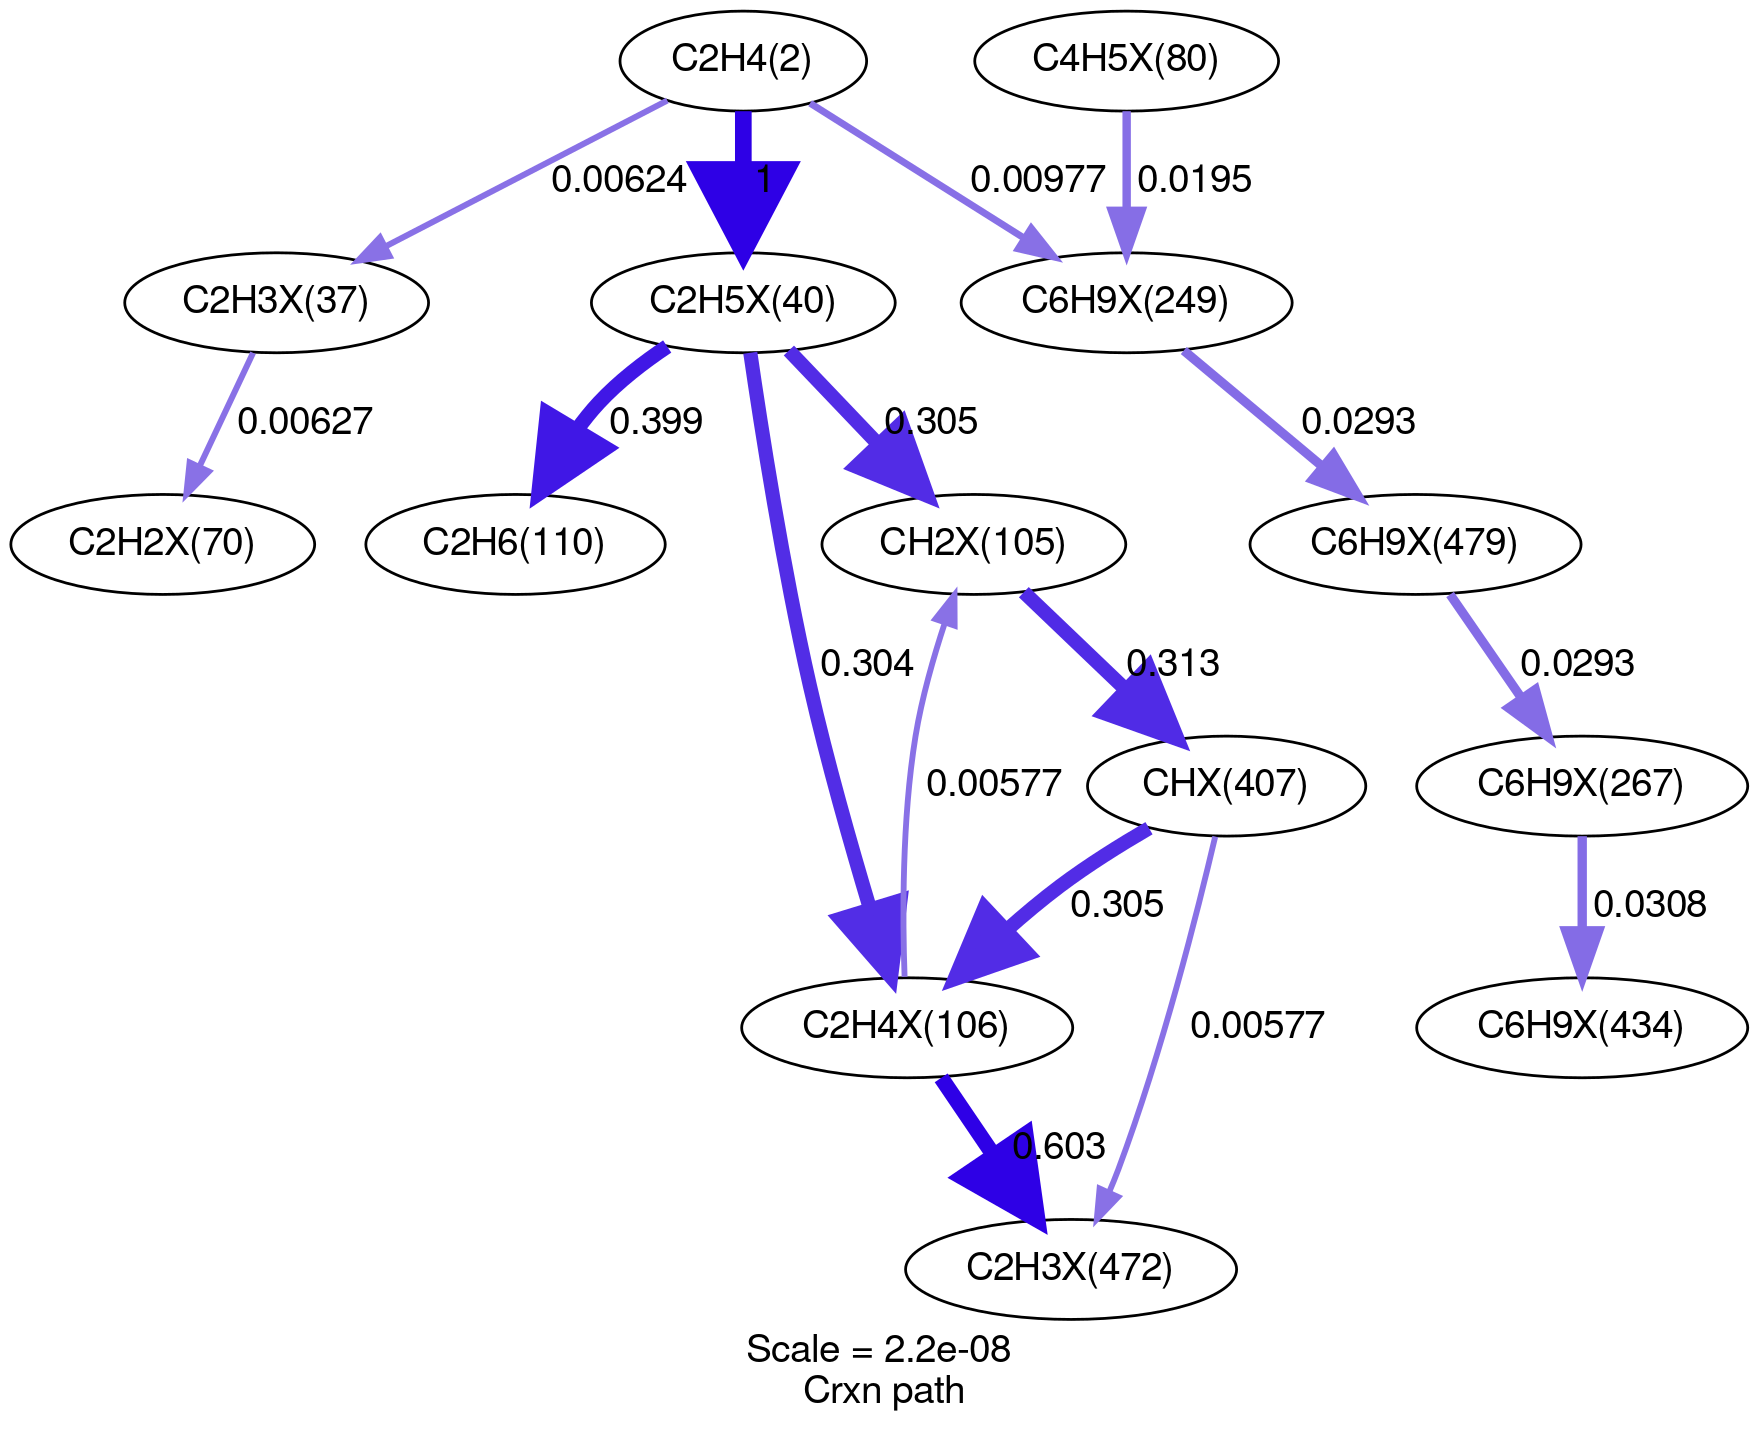 C2H4(2)
C4H5X(80)
0.00624
1
0.00977
0.0195
C2H3X(37)
C2H5X(40)
C6H9X(249)
0.00627
0.399
0.305
0.0293
C2H2X(70)
C2H6(110)
CH2X(105)
C6H9X(479)
0.304
0.313
0.0293
0.00577
CHX(407)
C6H9X(267)
0.305
0.0308
C2H4X(106)
0.00577
C6H9X(434)
0.603
C2H3X(472)
Scale = 2.2e-08
Crxn path